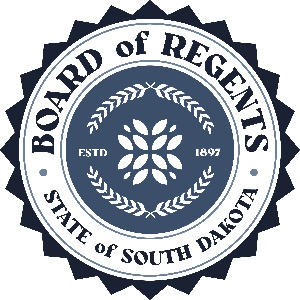 BOARD of REGENTS
ESTD 1897
STATE of SOUTH DAKOTA